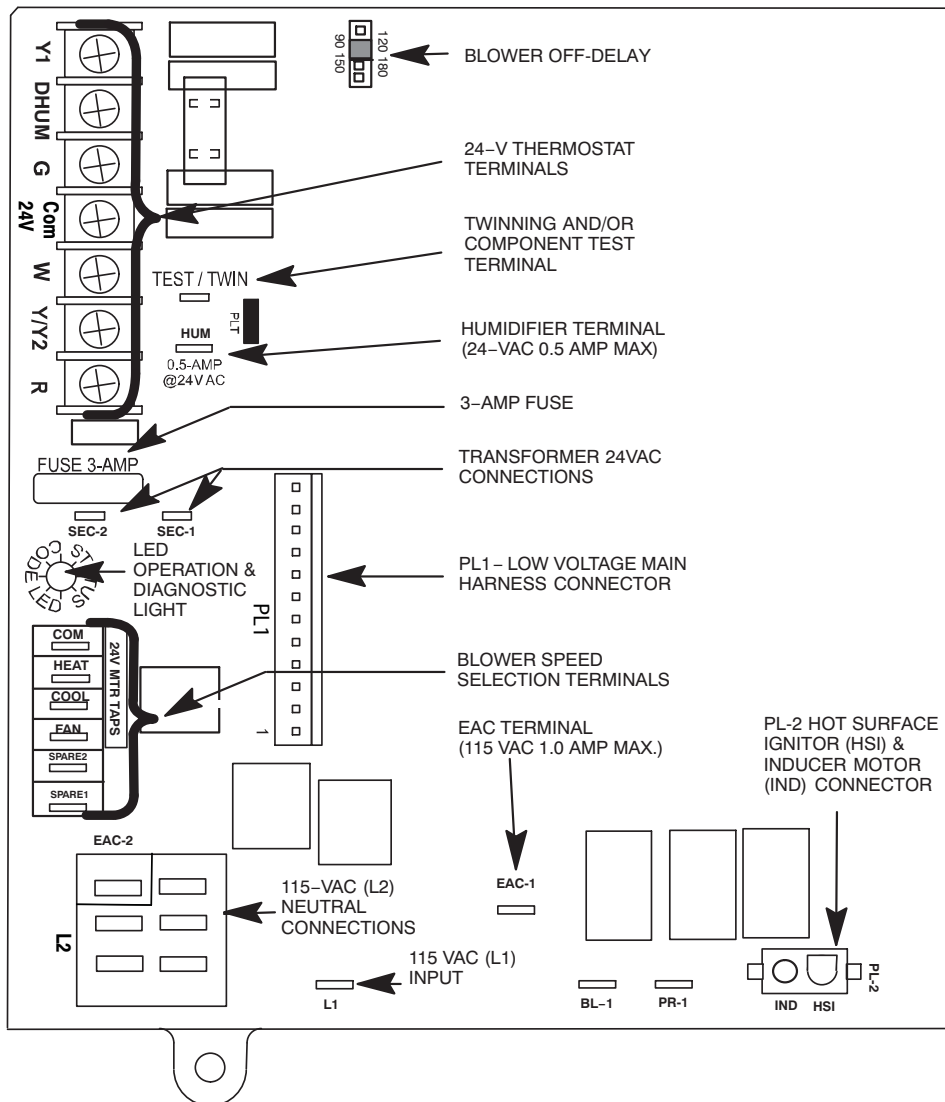 Y1
DHUM
G
Com
24V
W
Y/Y2
R
120 180
90 150
BLOWER OFF-DELAY
24–V THERMOSTAT
TERMINALS
TWINNING AND/OR
COMPONENT TEST
TERMINAL
TEST / TWIN
PLT
HUM
0.5-AMP
@24VAC
HUMIDIFIER TERMINAL
(24–VAC 0.5 AMP MAX)
3–AMP FUSE
FUSE 3-AMP
TRANSFORMER 24VAC
CONNECTIONS
SEC-2
SEC-1
STATUS
CODE LED
LED
OPERATION &
DIAGNOSTIC
LIGHT
PL1– LOW VOLTAGE MAIN
HARNESS CONNECTOR
PL1
1
COM
HEAT
COOL
FAN
SPARE2
SPARE1
24V MTR TAPS
BLOWER SPEED
SELECTION TERMINALS
EAC TERMINAL
(115 VAC 1.0 AMP MAX.)
PL-2 HOT SURFACE
IGNITOR (HSI) &
INDUCER MOTOR
(IND) CONNECTOR
EAC-2
L2
115–VAC (L2)
NEUTRAL
CONNECTIONS
EAC-1
115 VAC (L1)
INPUT
L1
BL–1
PR-1
IND
HSI
PL-2